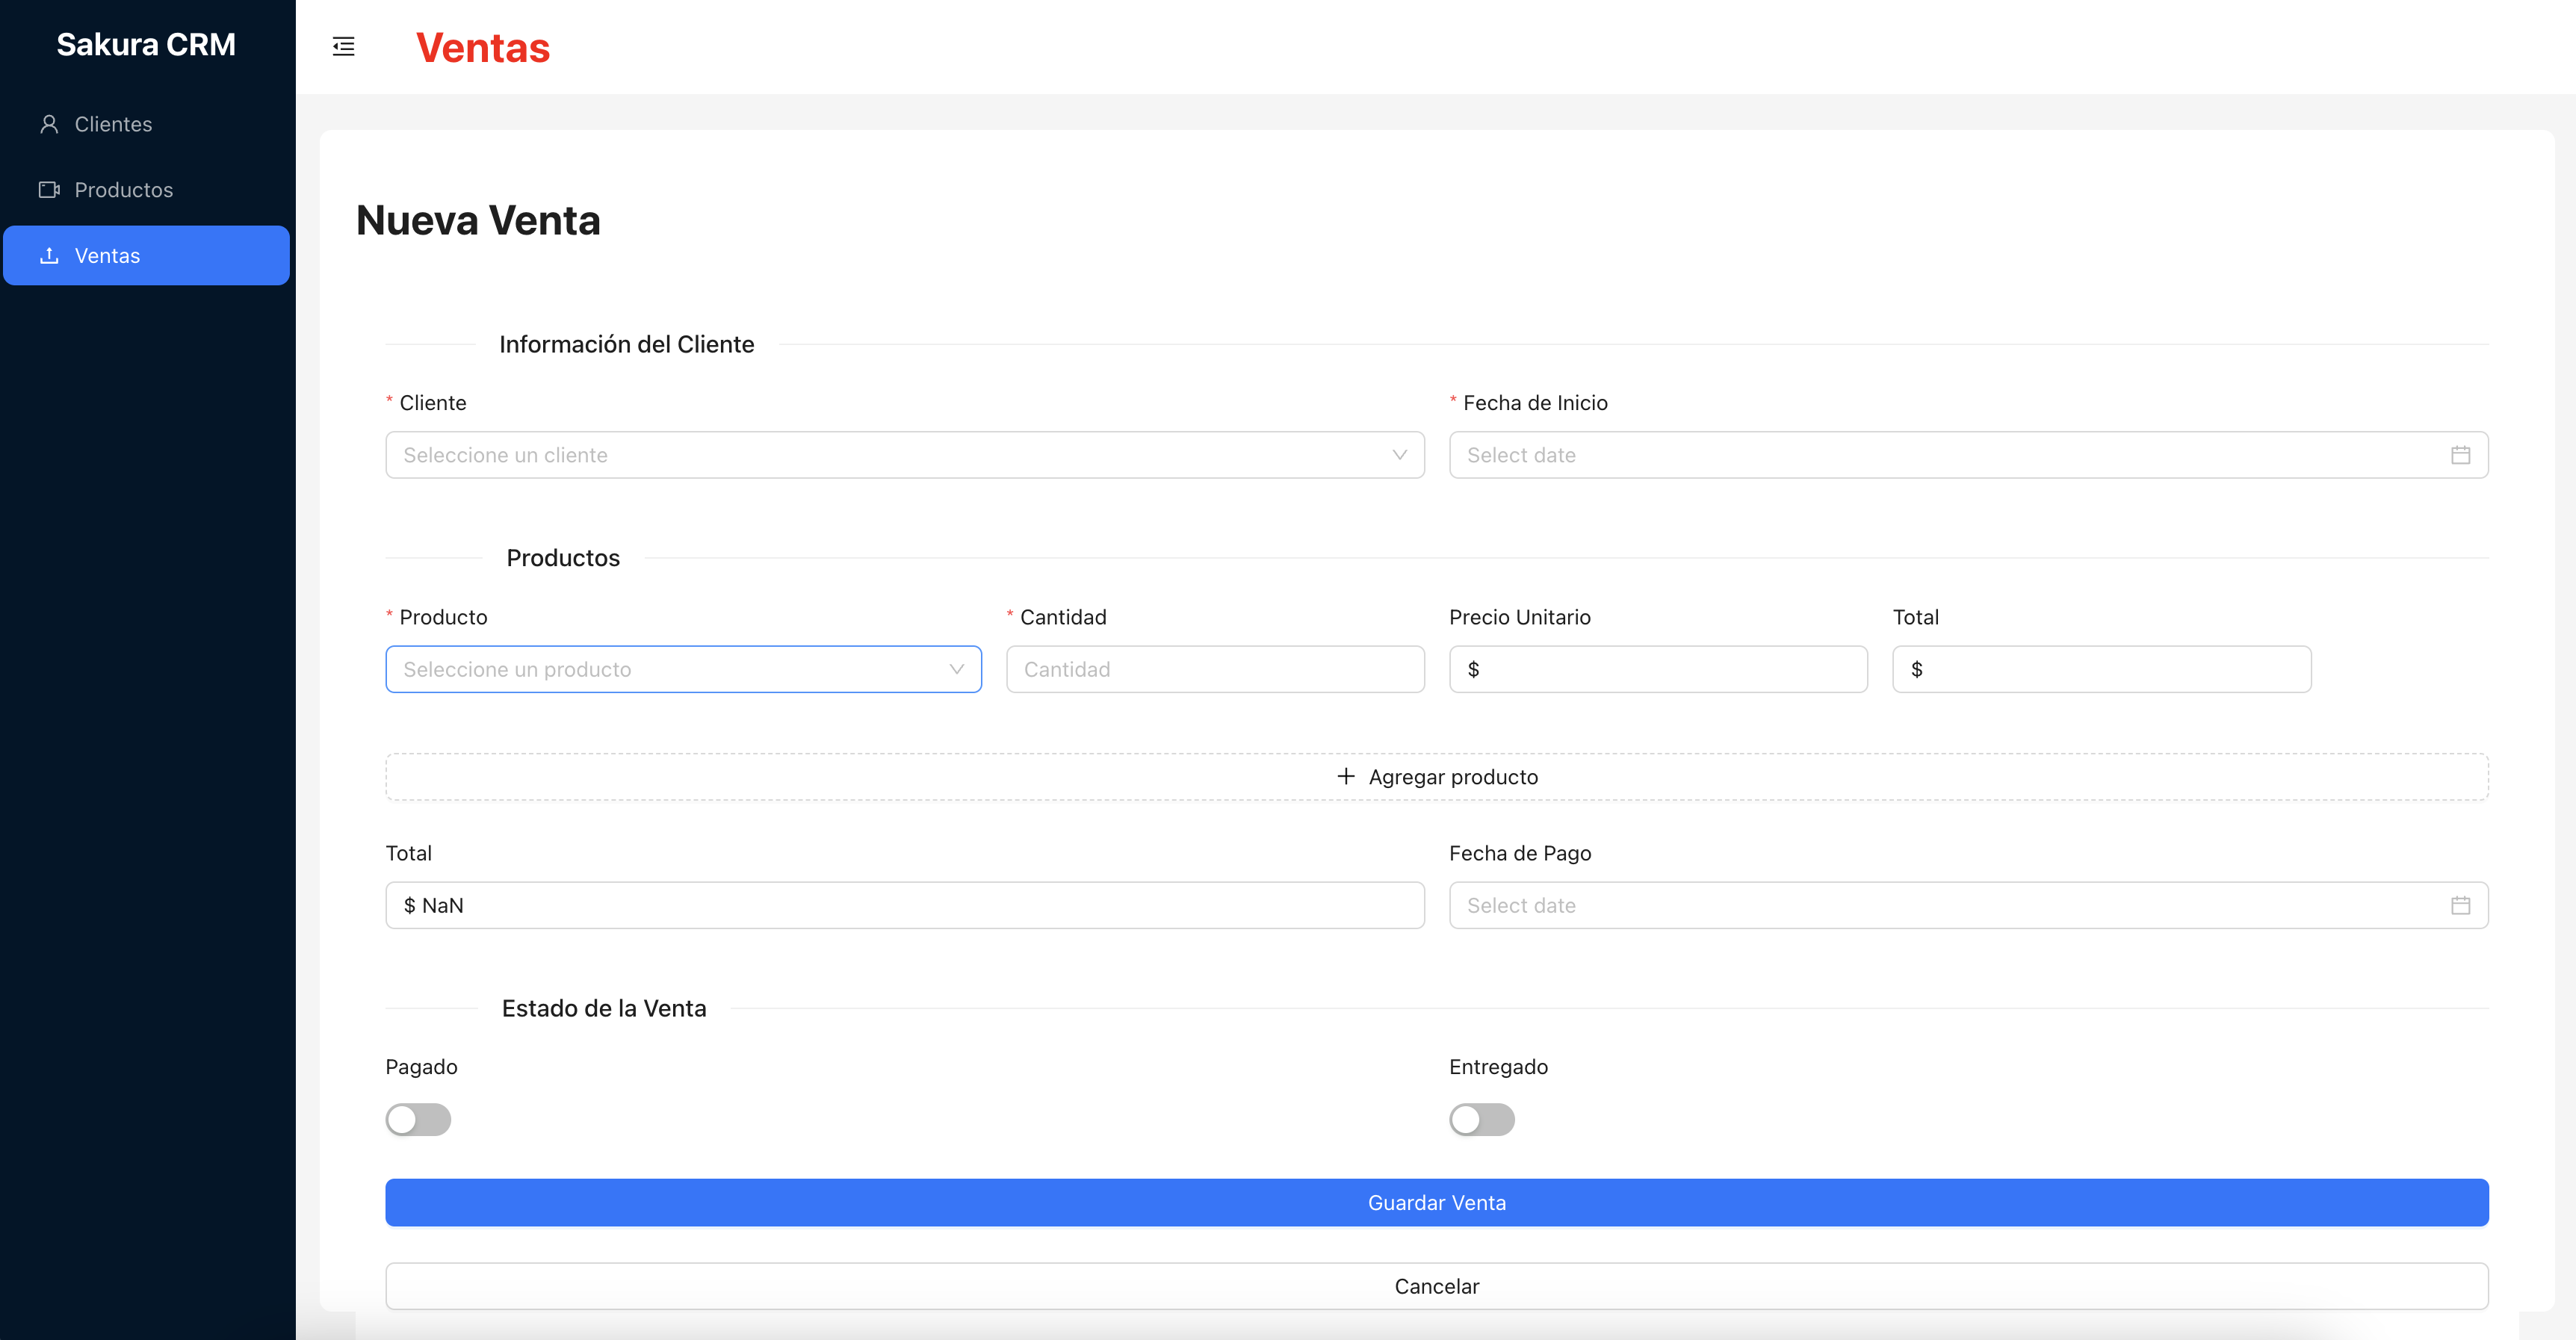 Sakura CRM
Clientes
Productos
Ventas
Ventas
Nueva Venta
Información del Cliente
* Cliente
* Fecha de Inicio
Seleccione un cliente
Select date
Productos
* Producto
* Cantidad
Precio Unitario
Total
Seleccione un producto
Cantidad
$
$
+ Agregar producto
Total
Fecha de Pago
$ NaN
Select date
Estado de la Venta
Pagado
Entregado
Guardar Venta
Cancelar